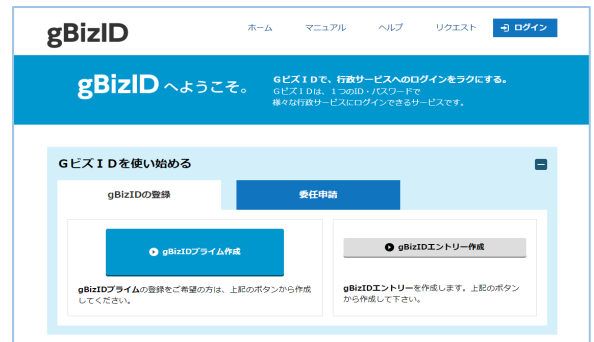 gBizID
ホーム マニュアル ヘルプ リクエスト ログイン
gBizID へようこそ。
GビズIDで、行政サービスへのログインをラクにする。
GビズIDは、1つのID・パスワードで
様々な行政サービスにログインできるサービスです。
GビズIDを使い始める
gBizIDの登録 委任申請
gBizIDプライム作成
gBizIDプライムの登録をご希望の方は、上記のボタンから作成
してください。
gBizIDエントリー作成
gBizIDエントリーを作成します。上記のボタン
から作成して下さい。